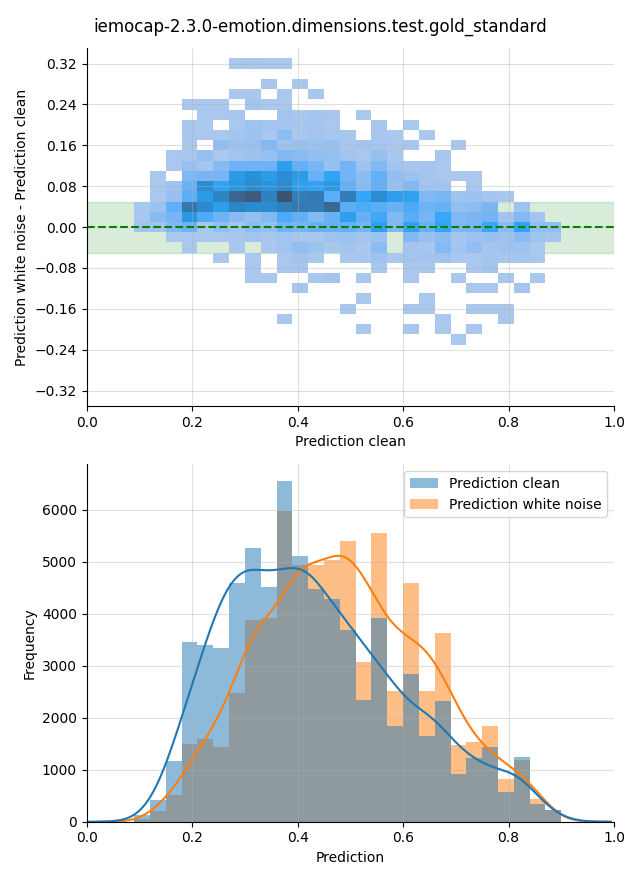 iemocap-2.3.0-emotion.dimensions.test.gold_standard
Prediction white noise - Prediction clean
0.32
0.24
0.16
0.08
0.00
−0.08
−0.16
−0.24
−0.32
0.0 0.2 0.4 0.6 0.8 1.0
Prediction clean
Prediction clean
Prediction white noise
Frequency
6000
5000
4000
3000
2000
1000
0
0.0 0.2 0.4 0.6 0.8 1.0
Prediction